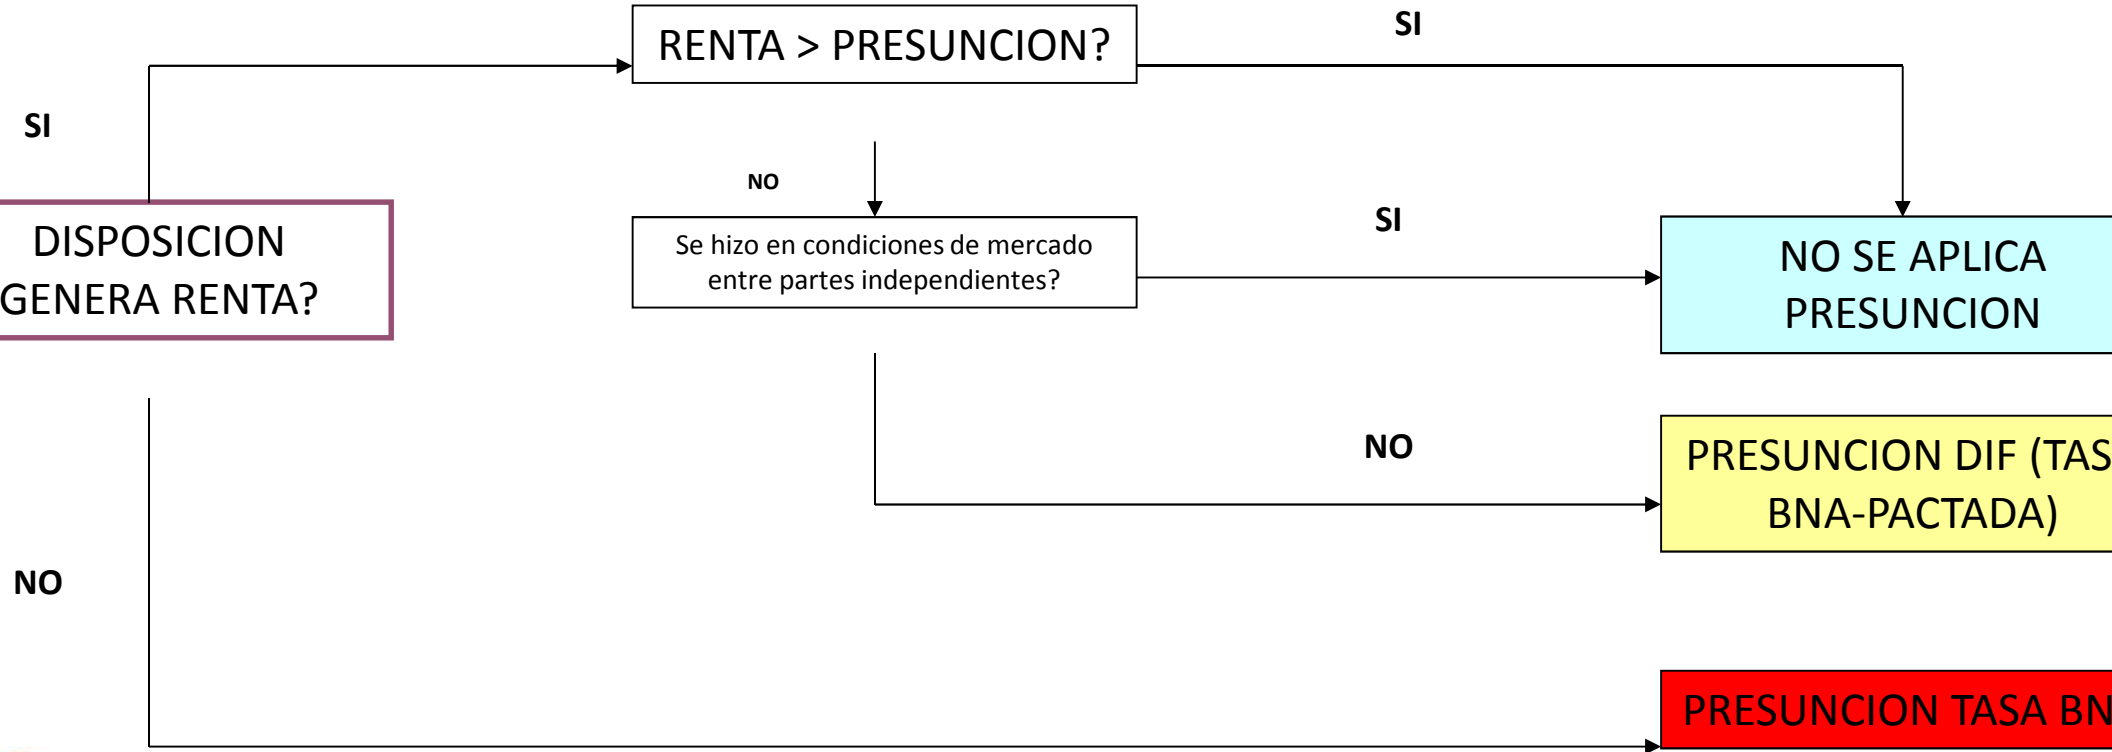 RENTA > PRESUNCION?
SI
SI
NO
DISPOSICION
GENERA RENTA?
Se hizo en condiciones de mercado
entre partes independientes?
SI
NO SE APLICA
PRESUNCION
NO
PRESUNCION DIF (TAS
BNA-PACTADA)
NO
PRESUNCION TASA BN